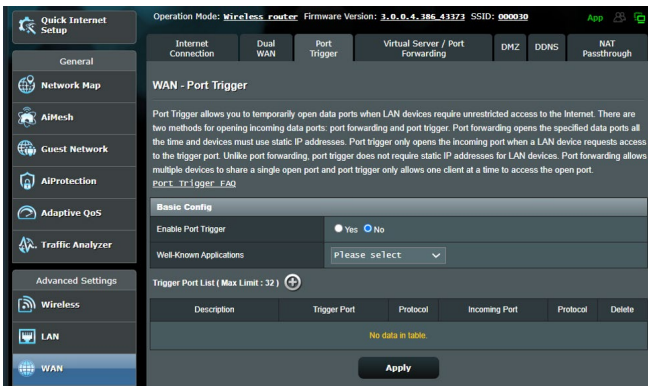 Quick Internet
Setup
General
Network Map
AiMesh
Guest Network
AiProtection
Adaptive QoS
Traffic Analyzer
Advanced Settings
Wireless
LAN
WAN
Operation Mode: Wireless router Firmware Version: 3.0.0.4.386_43373 SSID: 000030
App
Internet
Connection
Dual
WAN
Port
Trigger
Virtual Server / Port
Forwarding
DMZ
DDNS
NAT
Passthrough
WAN - Port Trigger
Port Trigger allows you to temporarily open data ports when LAN devices require unrestricted access to the Internet. There are
two methods for opening incoming data ports: port forwarding and port trigger. Port forwarding opens the specified data ports all
the time and devices must use static IP addresses. Port trigger only opens the incoming port when a LAN device requests access
to the trigger port. Unlike port forwarding, port trigger does not require static IP addresses for LAN devices. Port forwarding allows
multiple devices to share a single open port and port trigger only allows one client at a time to access the open port.
Port Trigger FAQ
Basic Config
Enable Port Trigger Yes No
Well-Known Applications Please select
Trigger Port List ( Max Limit : 32 )
Description Trigger Port Protocol Incoming Port Protocol Delete
No data in table.
Apply